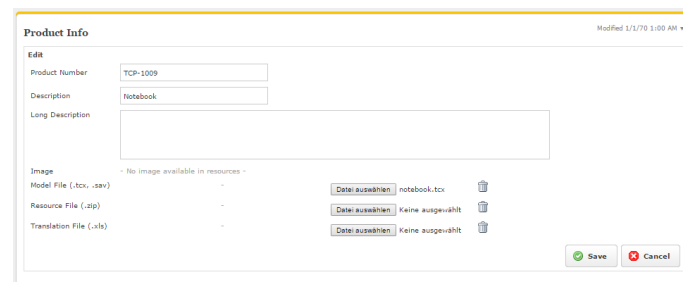 Product Info
Modified 1/1/70 1:00 AM
Edit
Product Number TCP-1009
Description Notebook
Long Description
Image - No image available in resources -
Model File (.tcx, .sav) - Datei auswählen notebook.tcx
Resource File (.zip) - Datei auswählen Keine ausgewählt
Translation File (.xls) - Datei auswählen Keine ausgewählt
Save Cancel